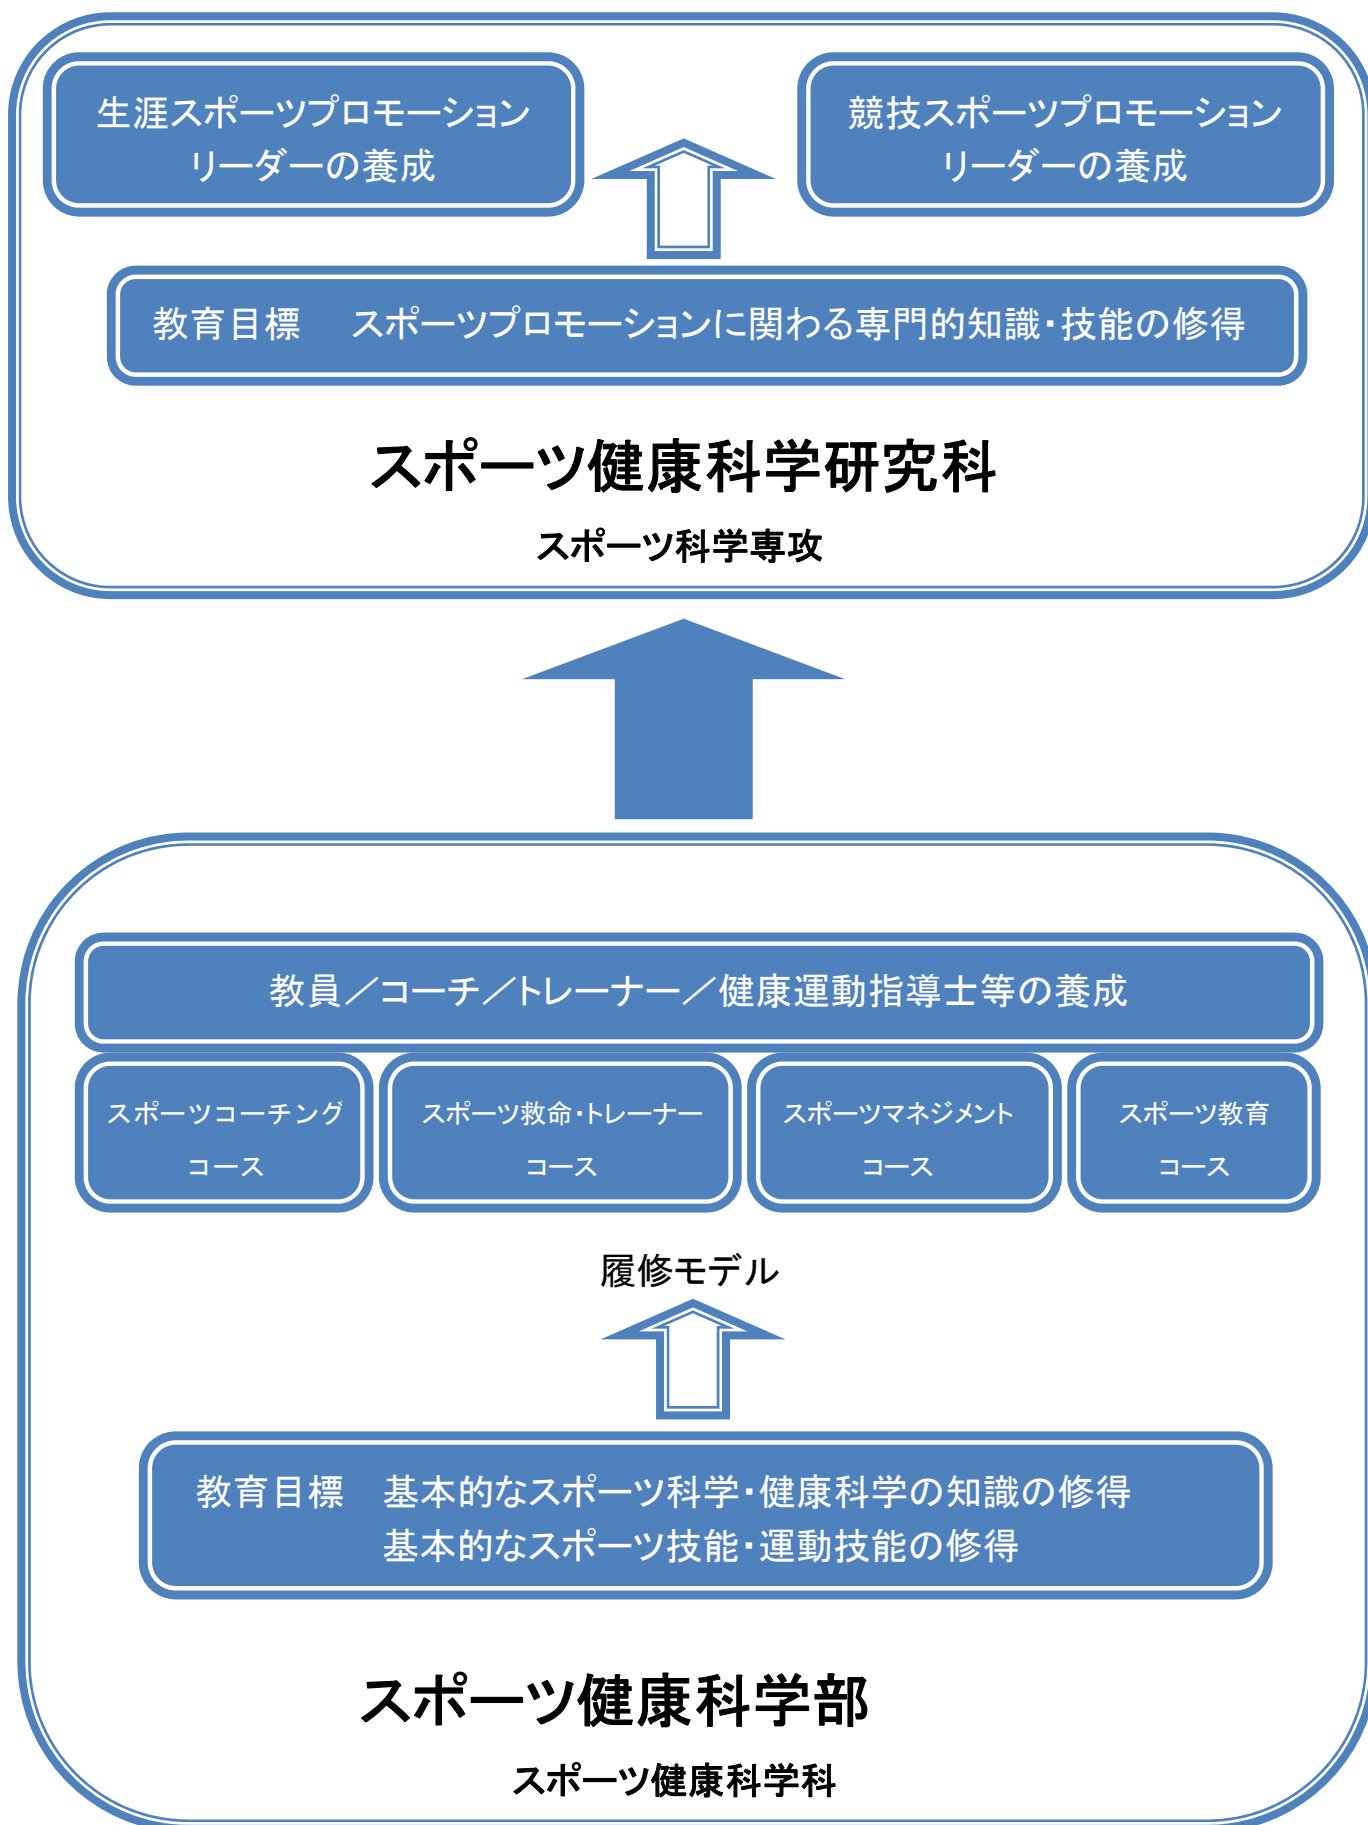 生涯スポーツプロモーション
リーダーの養成
競技スポーツプロモーション
リーダーの養成
教育目標　スポーツプロモーションに関わる専門的知識・技能の修得
スポーツ健康科学研究科
スポーツ科学専攻
教員／コーチ／トレーナー／健康運動指導士等の養成
スポーツコーチング
コース
スポーツ救命・トレーナー
コース
スポーツマネジメント
コース
スポーツ教育
コース
履修モデル
教育目標　基本的なスポーツ科学・健康科学の知識の修得
基本的なスポーツ技能・運動技能の修得
スポーツ健康科学部
スポーツ健康科学科